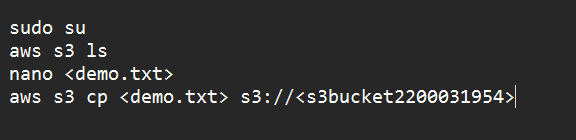 sudo su
aws s3 ls
nano <demo.txt>
aws s3 cp <demo.txt> s3://<s3bucket2200031954>